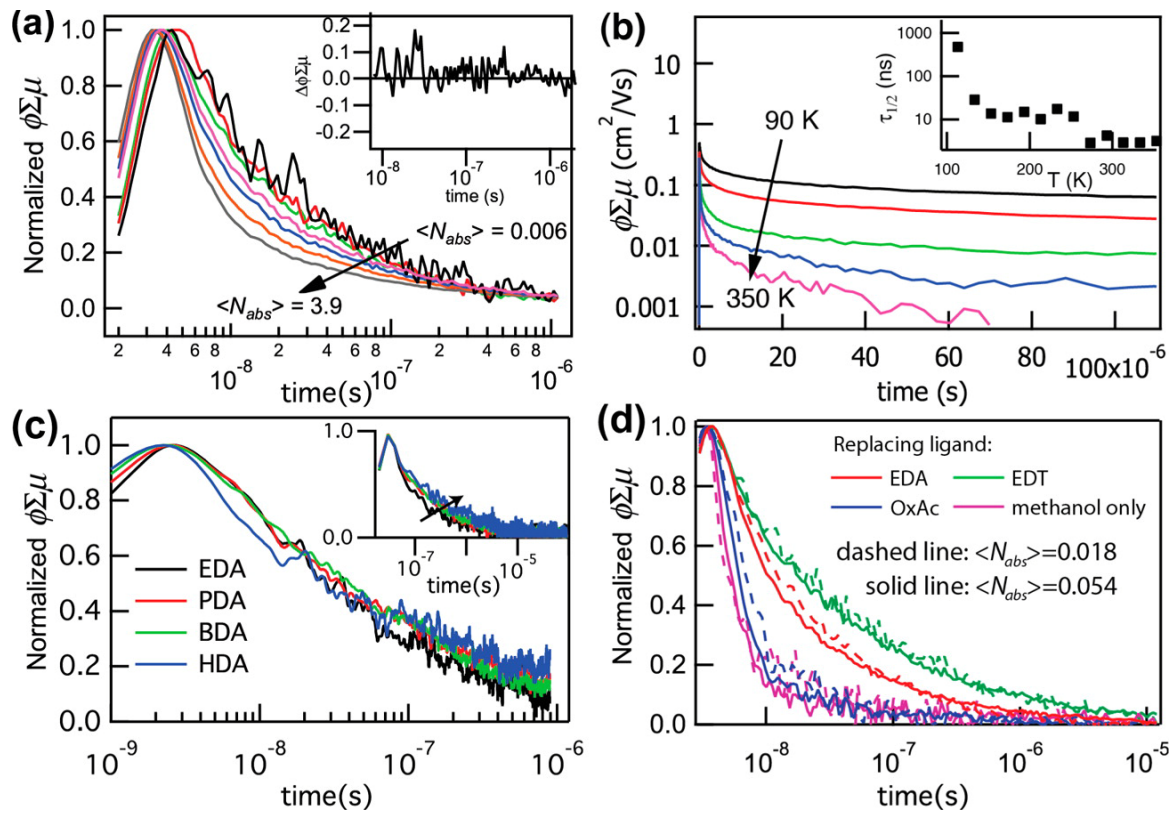 (a)
Normalized ϕΣμ
1.0
0.8
0.6
0.4
0.2
0.0
2
4
6
8
10⁻⁸
2
4
6
8
10⁻⁷
2
4
6
8
10⁻⁶
time(s)
ΔϕΣμ
0.2
0.1
0.0
-0.1
-0.2
10⁻⁸
10⁻⁷
10⁻⁶
time (s)
<N_abs> = 0.006
<N_abs> = 3.9
(b)
ϕΣμ (cm²/Vs)
10
1
0.1
0.01
0.001
0
20
40
60
80
100x10⁻⁶
time (s)
90 K
350 K
τ₁/₂ (ns)
1000
100
10
100
200
300
T (K)
(c)
Normalized ϕΣμ
1.0
0.8
0.6
0.4
0.2
0.0
10⁻⁹
10⁻⁸
10⁻⁷
10⁻⁶
time(s)
EDA
PDA
BDA
HDA
1.0
0.0
10⁻⁷
10⁻⁵
time(s)
(d)
Normalized ϕΣμ
1.0
0.8
0.6
0.4
0.2
0.0
10⁻⁸
10⁻⁷
10⁻⁶
10⁻⁵
time(s)
Replacing ligand:
EDA EDT
OxAc methanol only
dashed line: <N_abs>=0.018
solid line: <N_abs>=0.054